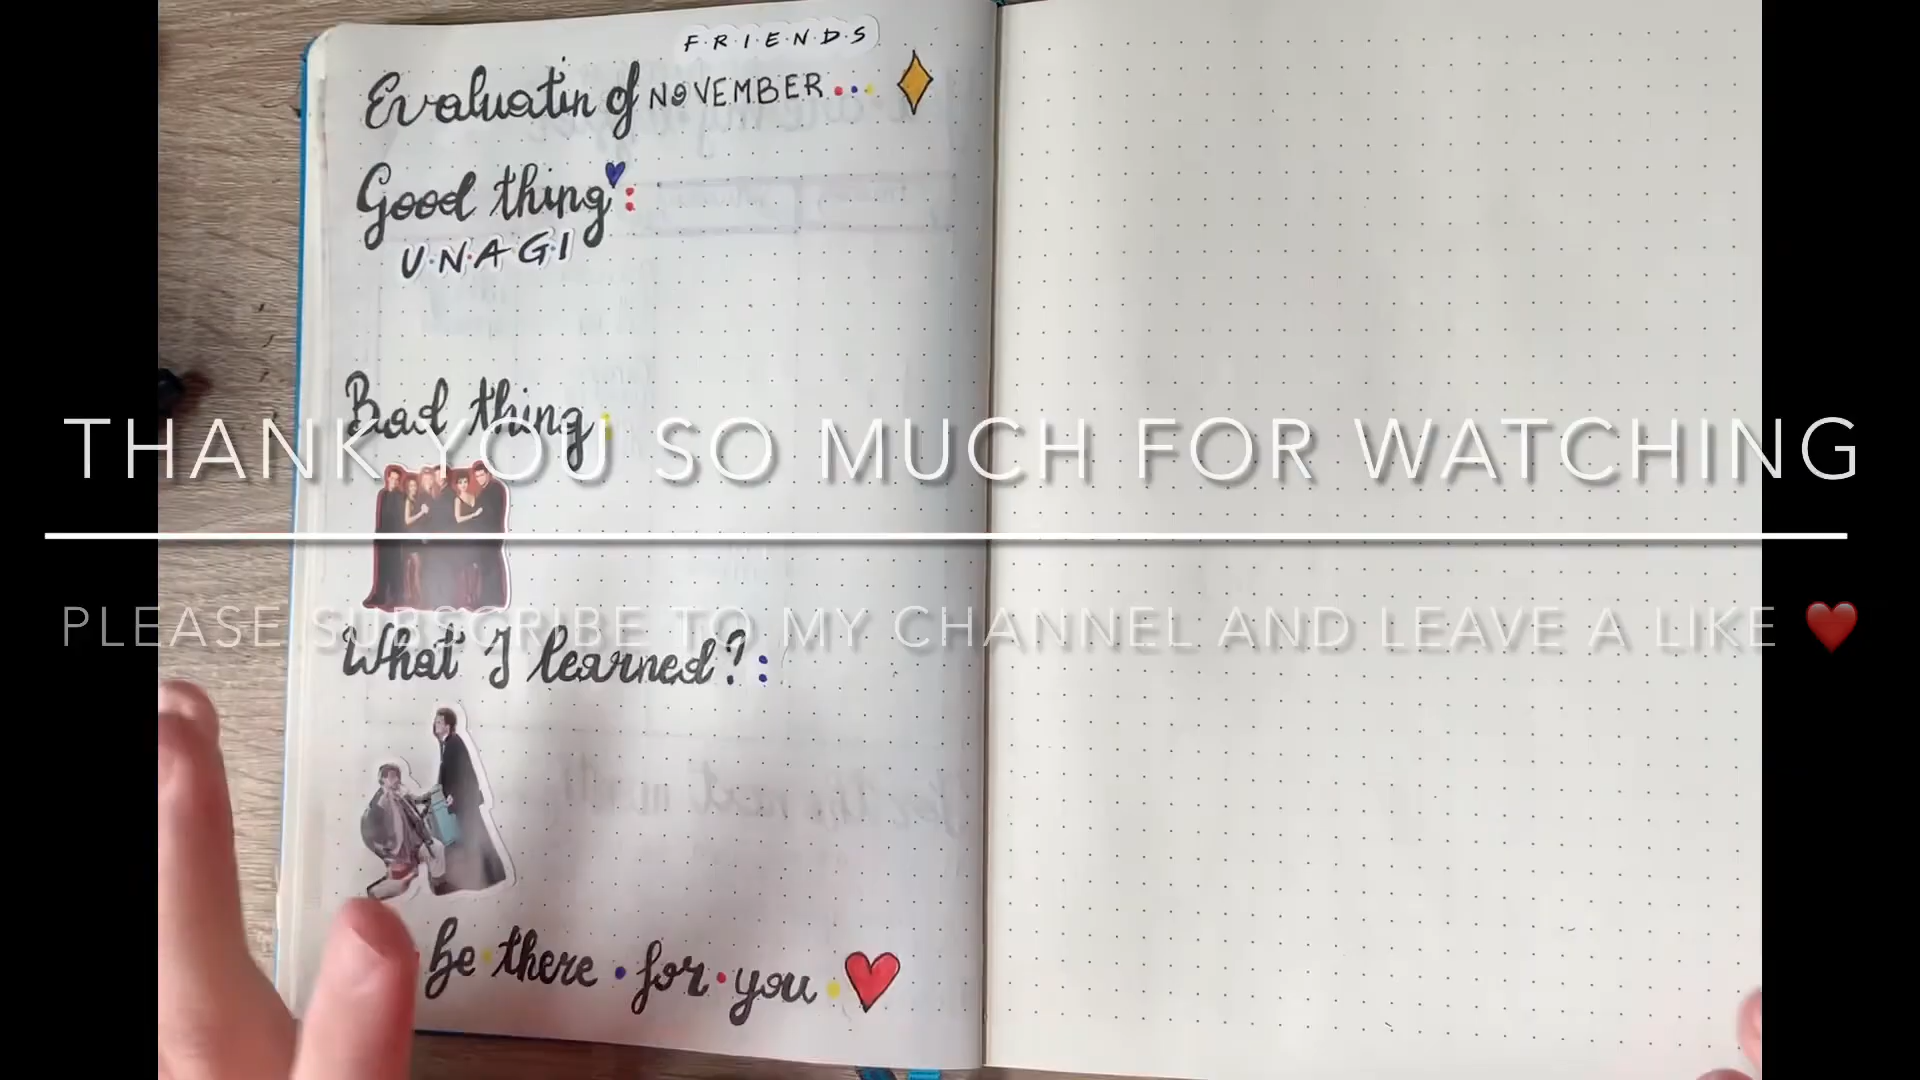 F·R·I·E·N·D·S
Evaluatin of NOVEMBER...
Good thing:
U·N·A·G·I
Bad thing:
THANK YOU SO MUCH FOR WATCHING
PLEASE SUBSCRIBE TO MY CHANNEL AND LEAVE A LIKE ❤️
What I learned?:
be·there·for·you